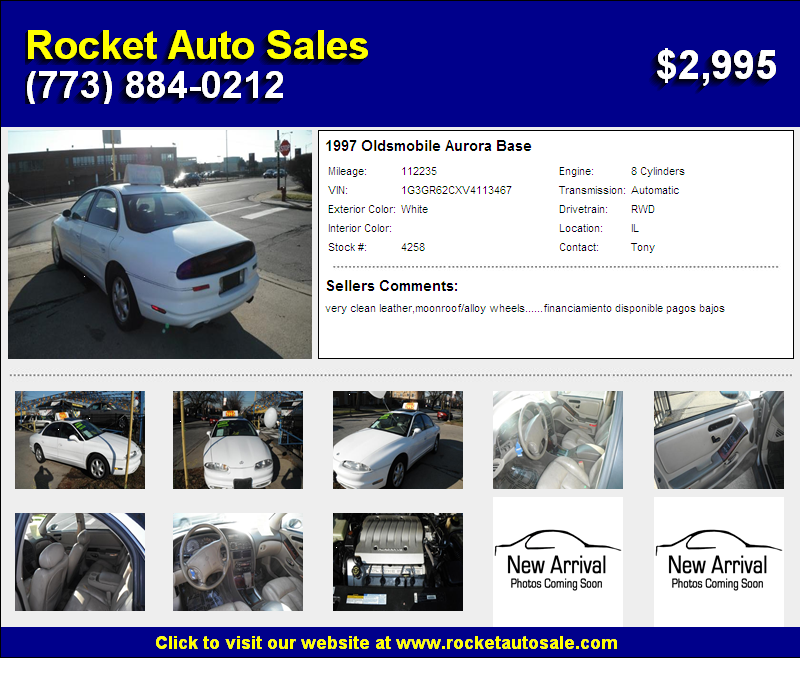 Rocket Auto Sales
(773) 884-0212
$2,995
1997 Oldsmobile Aurora Base
Mileage: 112235
VIN: 1G3GR62CXV4113467
Exterior Color: White
Interior Color:
Stock #: 4258
Engine: 8 Cylinders
Transmission: Automatic
Drivetrain: RWD
Location: IL
Contact: Tony
Sellers Comments:
very clean leather,moonroof/alloy wheels......financiamiento disponible pagos bajos
New Arrival
Photos Coming Soon
New Arrival
Photos Coming Soon
Click to visit our website at www.rocketautosale.com